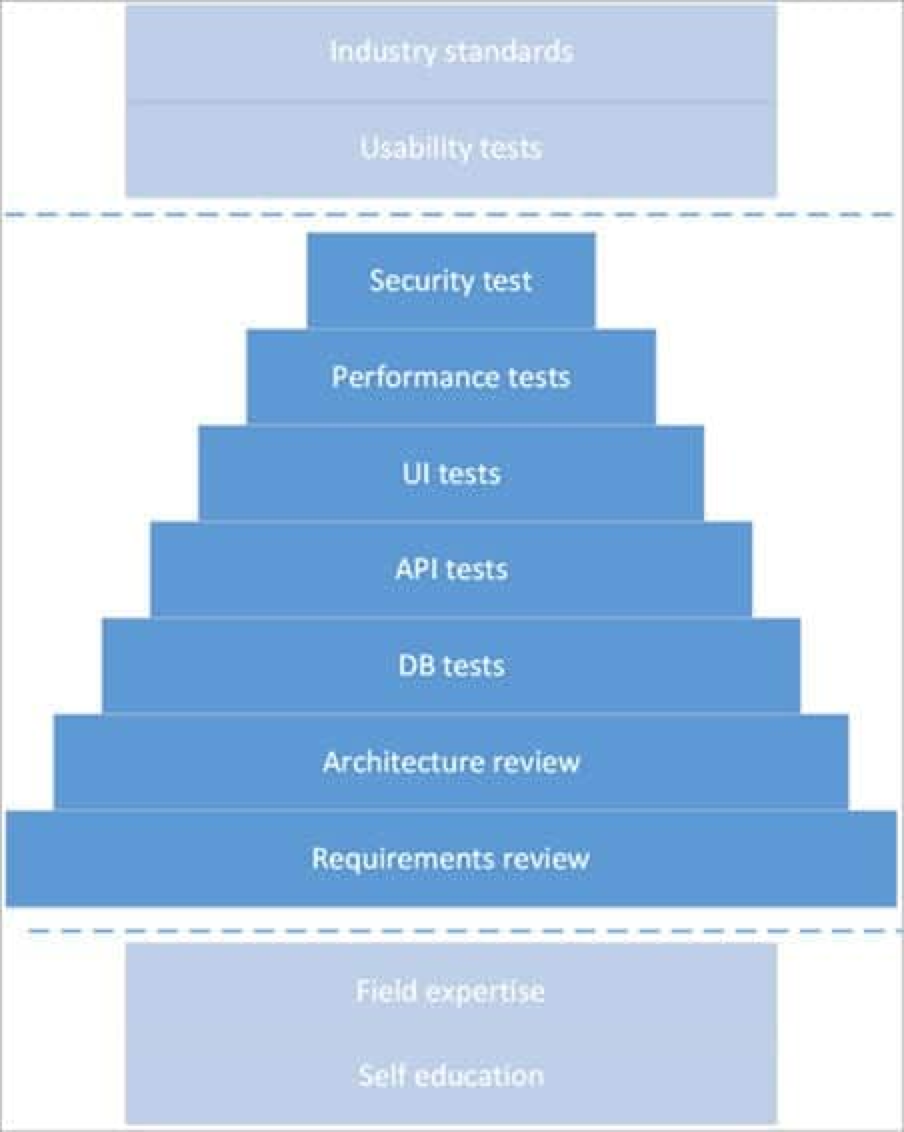 Industry standards
Usability tests
Security test
Performance tests
UI tests
API tests
DB tests
Architecture review
Requirements review
Field expertise
Self education